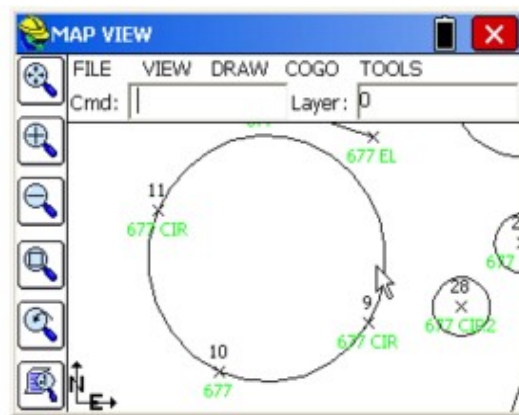 MAP VIEW
FILE VIEW DRAW COGO TOOLS
Cmd: Layer: 0
677 EL
11
677 CIR
28
677 CIR2
9
677 CIR
10
677
677
N
E